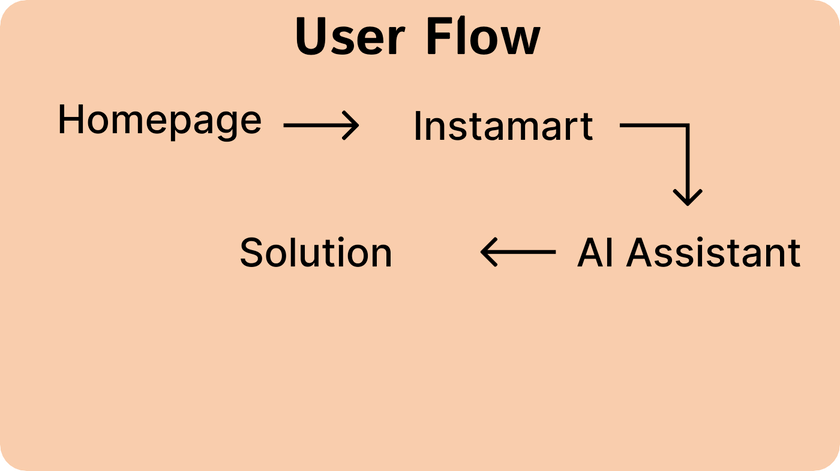 User Flow
Homepage
Instamart
AI Assistant
Solution